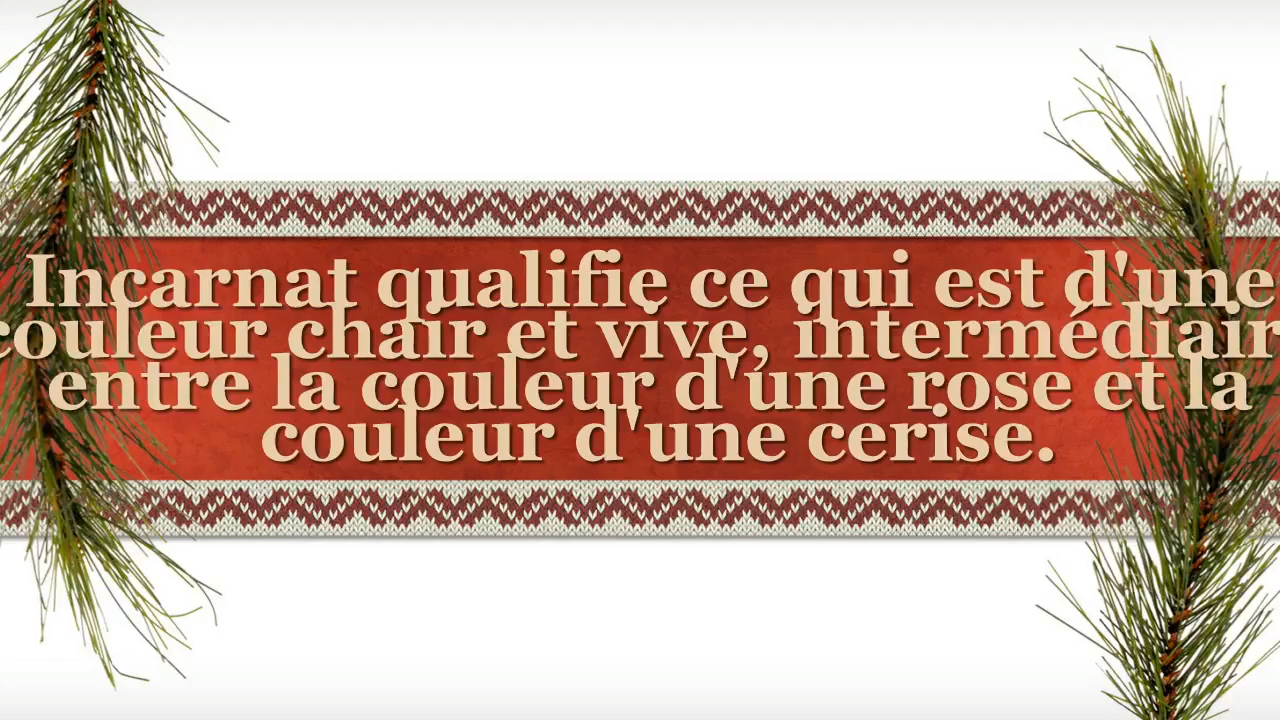 Incarnat qualifie ce qui est d'une
couleur chair et vive, intermédiair
entre la couleur d'une rose et la
couleur d'une cerise.